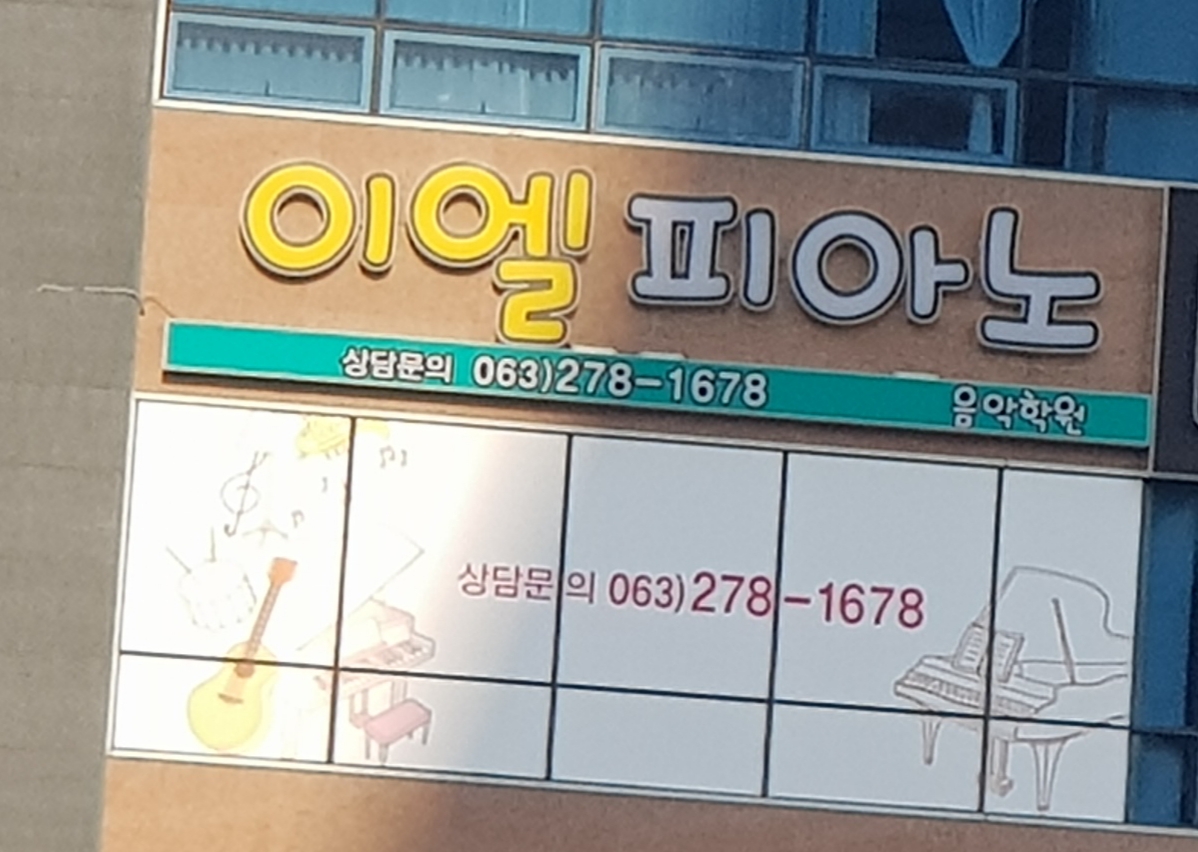 이엘 피아노
상담문의 063)278-1678 음악학원
상담문의 063)278-1678